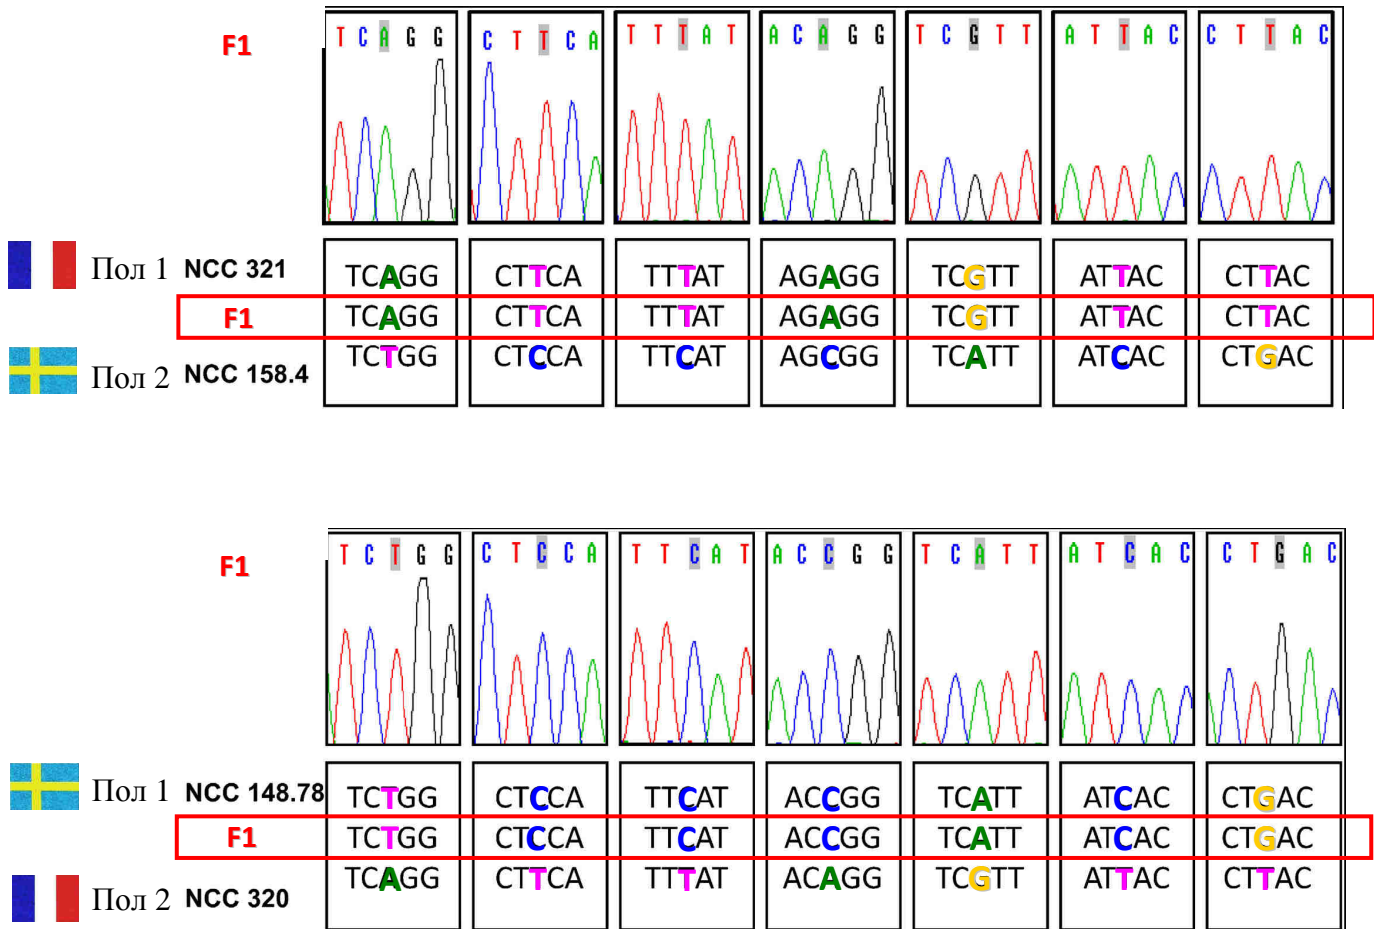 F1
T C A G G C T T C A T T T A T A C A G G T C G T T A T T A C C T T A C
Пол 1 NCC 321 TCAGG CTTCA TTTAT AGAGG TCGTT ATTAC CTTAC
F1 TCAGG CTTCA TTTAT AGAGG TCGTT ATTAC CTTAC
Пол 2 NCC 158.4 TCTGG CTCCA TTCAT AGCGG TCATT ATCAC CTGAC
F1
T C T G G C T C C A T T C A T A C C G G T C A T T A T C A C C T G A C
Пол 1 NCC 148.78 TCTGG CTCCA TTCAT ACCGG TCATT ATCAC CTGAC
F1 TCTGG CTCCA TTCAT ACCGG TCATT ATCAC CTGAC
Пол 2 NCC 320 TCAGG CTTCA TTTAT ACAGG TCGTT ATTAC CTTAC